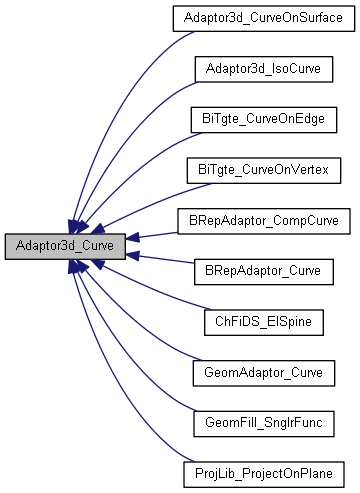 Adaptor3d_CurveOnSurface
Adaptor3d_IsoCurve
BiTgte_CurveOnEdge
BiTgte_CurveOnVertex
BRepAdaptor_CompCurve
Adaptor3d_Curve
BRepAdaptor_Curve
ChFiDS_ElSpine
GeomAdaptor_Curve
GeomFill_SnglrFunc
ProjLib_ProjectOnPlane